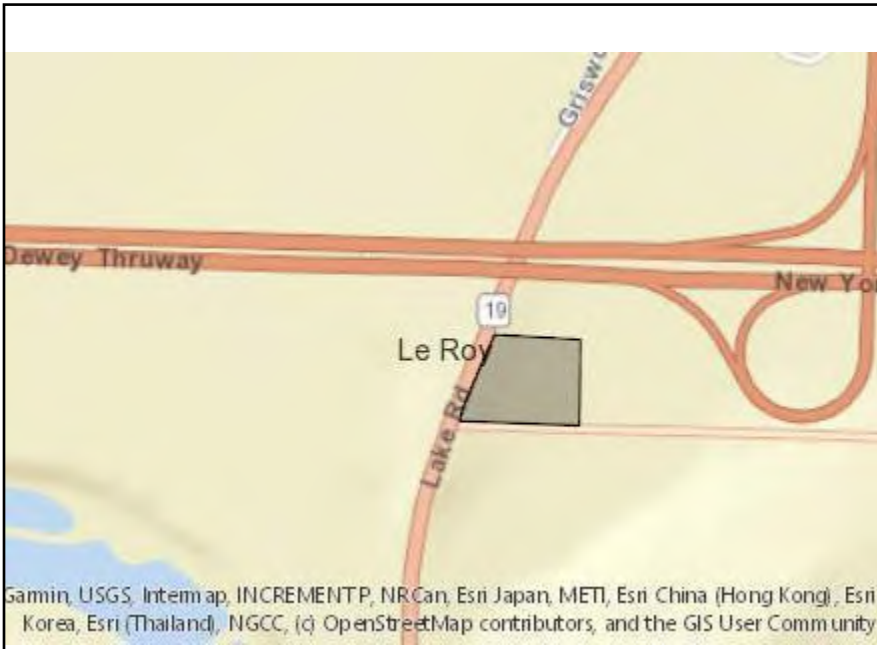 Griswo
Dewey Thruway
New Yo
19
Le Roy
Lake Rd
Garmin, USGS, Intermap, INCREMENT P, NRCan, Esri Japan, METI, Esri China (Hong Kong), Esri
Korea, Esri (Thailand), NGCC, (c) OpenStreetMap contributors, and the GIS User Community